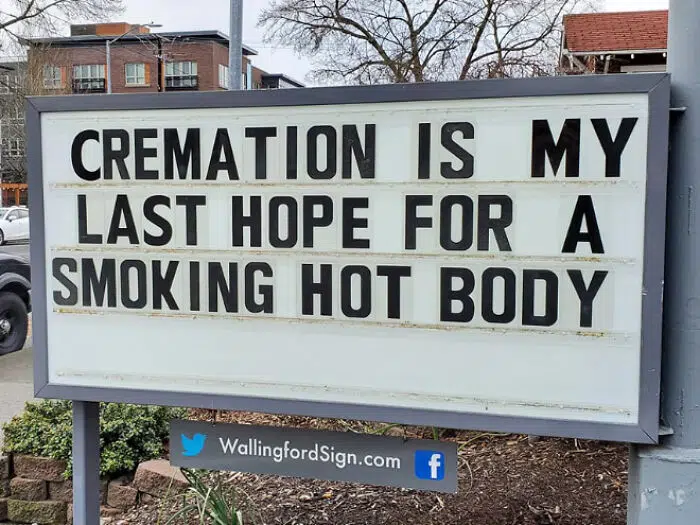 CREMATION IS MY
LAST HOPE FOR A
SMOKING HOT BODY
WallingfordSign.com